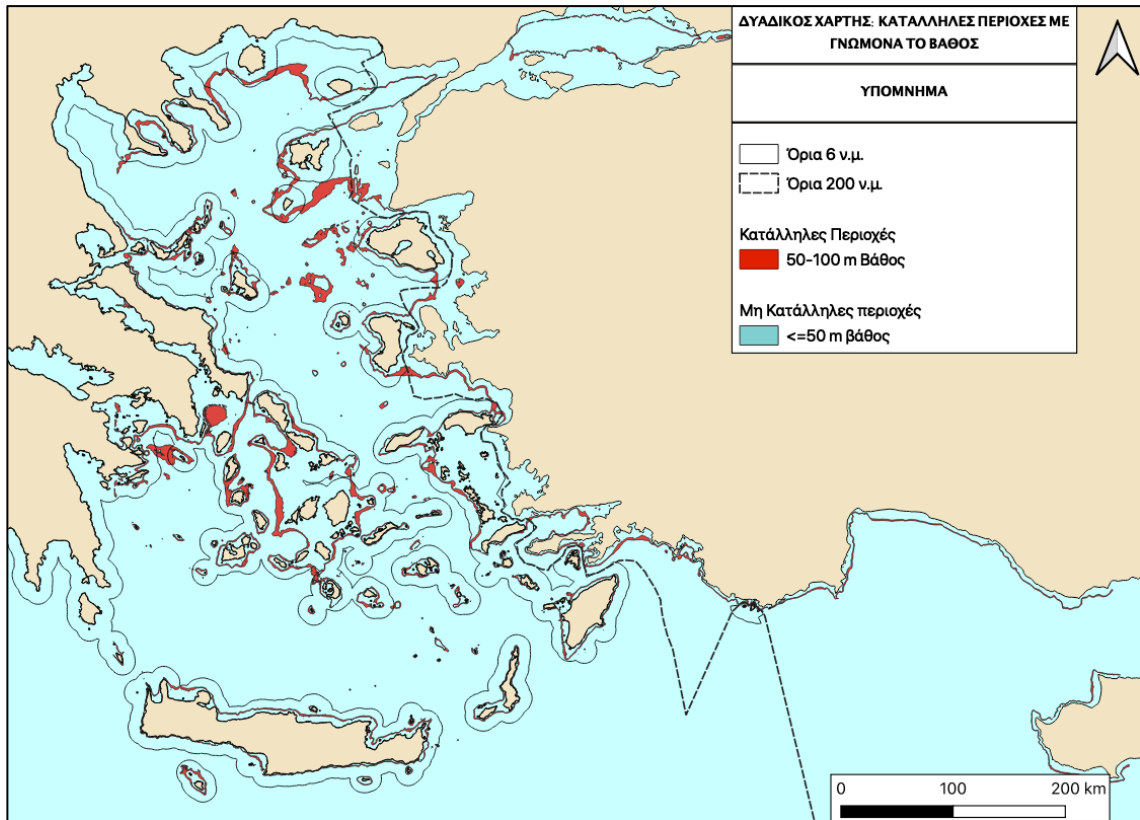 ΔΥΑΔΙΚΟΣ ΧΑΡΤΗΣ: ΚΑΤΑΛΛΗΛΕΣ ΠΕΡΙΟΧΕΣ ΜΕ
ΓΝΩΜΟΝΑ ΤΟ ΒΑΘΟΣ
ΥΠΟΜΝΗΜΑ
Όρια 6 ν.μ.
Όρια 200 ν.μ.
Κατάλληλες Περιοχές
50-100 m Βάθος
Μη Κατάλληλες περιοχές
<=50 m βάθος
0 100 200 km